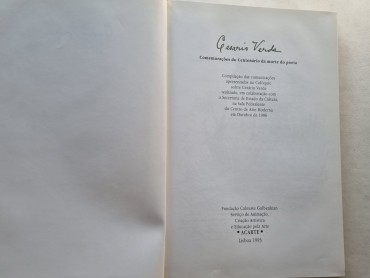 Cesario Verde
Comemorações do Centenário da morte do poeta
Compilação das comunicações
apresentadas no Colóquio
sobre Cesário Verde
realizado, em colaboração com
a Secretaria de Estado da Cultura,
na Sala Polivalente
do Centro de Arte Moderna
em Outubro de 1986
Fundação Calouste Gulbenkian
Serviço de Animação,
Criação Artística
e Educação pela Arte
• ACARTE •
Lisboa 1993